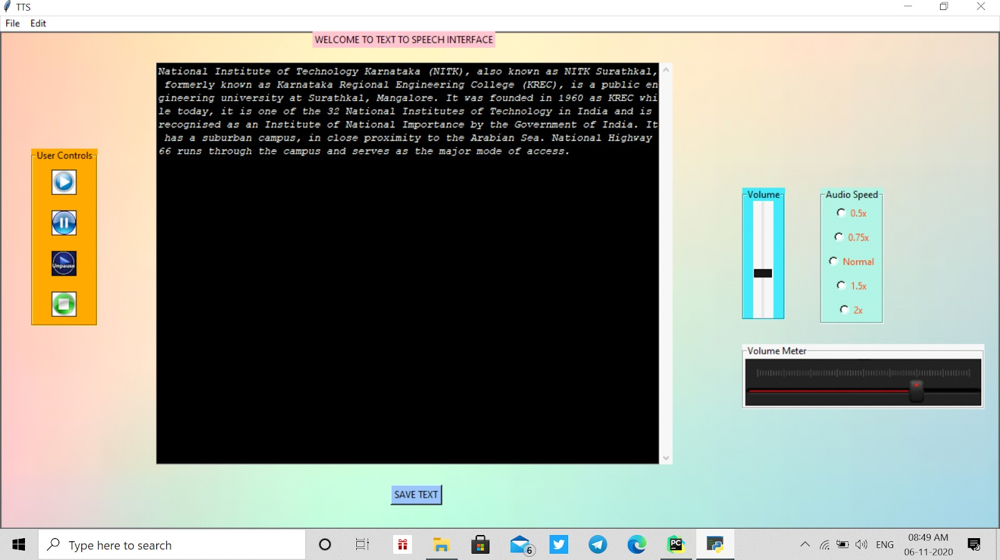 TTS
File Edit
WELCOME TO TEXT TO SPEECH INTERFACE
National Institute of Technology Karnataka (NITK), also known as NITK Surathkal,
formerly known as Karnataka Regional Engineering College (KREC), is a public en
gineering university at Surathkal, Mangalore. It was founded in 1960 as KREC whi
le today, it is one of the 32 National Institutes of Technology in India and is
recognised as an Institute of National Importance by the Government of India. It
has a suburban campus, in close proximity to the Arabian Sea. National Highway
66 runs through the campus and serves as the major mode of access.
User Controls
Unpause
Volume
Audio Speed
0.5x
0.75x
Normal
1.5x
2x
Volume Meter
SAVE TEXT
Type here to search
6
PC
ENG
08:49 AM
06-11-2020